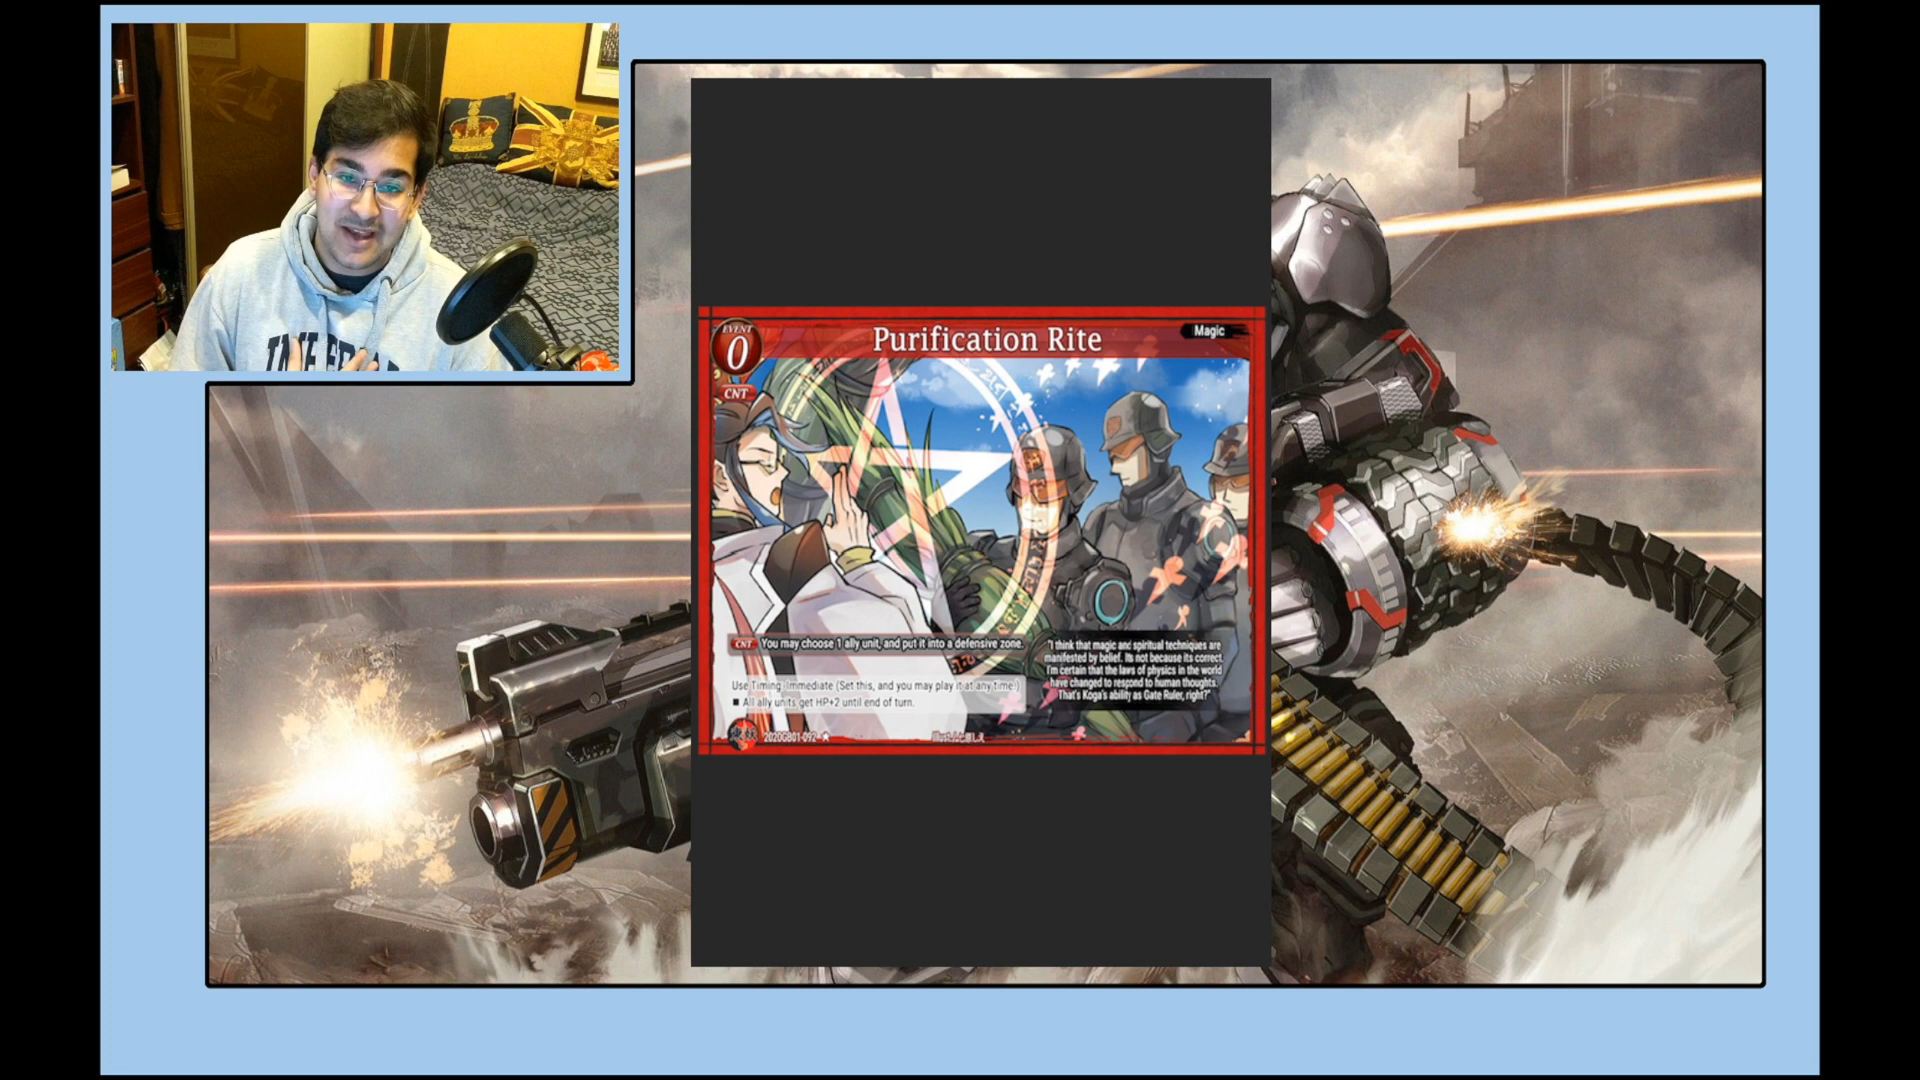 EVENT
0
Purification Rite
Magic
CNT
CNT You may choose 1 ally unit, and put it into a defensive zone.
Use Timing: Immediate (Set this, and you may play it at any time.)
■ All ally units get HP+2 until end of turn.
"I think that magic and spiritual techniques are
manifested by belief. Its not because its correct.
I'm certain that the laws of physics in the world
have changed to respond to human thoughts.
That's Koga's ability as Gate Ruler, right?"
2020GB01-092 ★